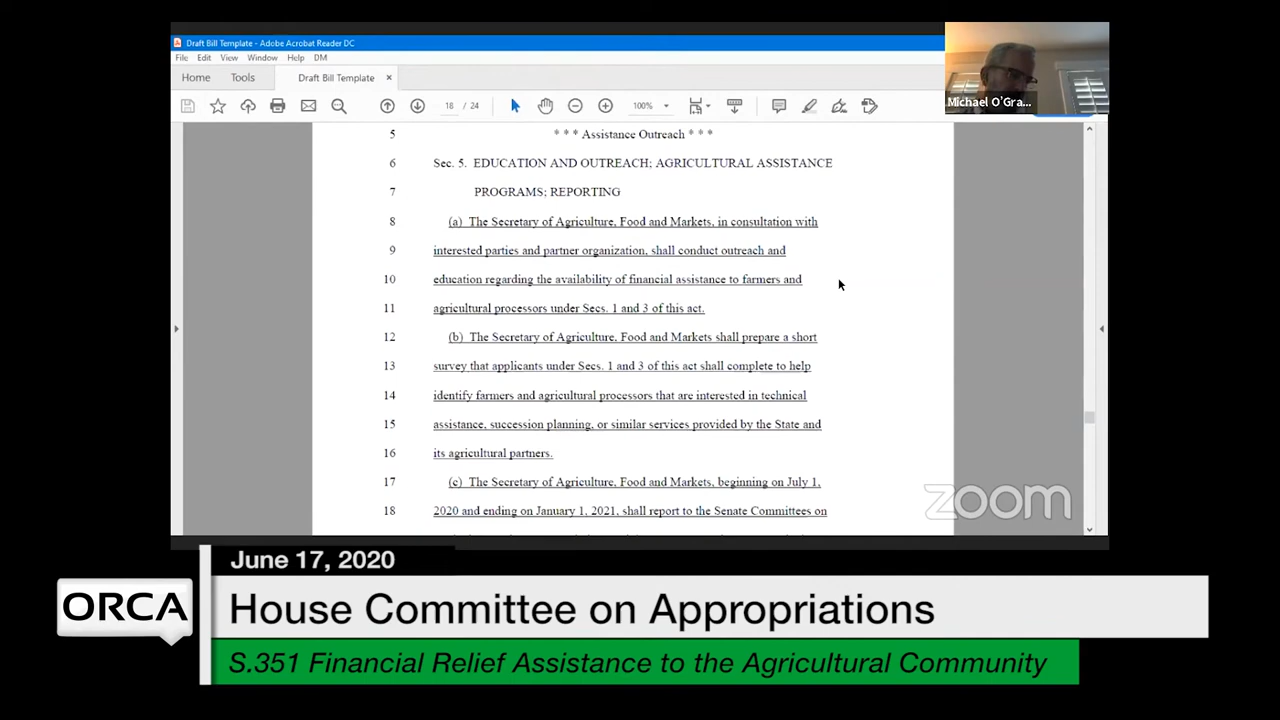 Draft Bill Template - Adobe Acrobat Reader DC
File Edit View Window Help DM
Home Tools Draft Bill Template ×
18 / 24 100%
Michael O'Gra...
5 * * * Assistance Outreach * * *
6 Sec. 5. EDUCATION AND OUTREACH; AGRICULTURAL ASSISTANCE
7 PROGRAMS; REPORTING
8 (a) The Secretary of Agriculture, Food and Markets, in consultation with
9 interested parties and partner organization, shall conduct outreach and
10 education regarding the availability of financial assistance to farmers and
11 agricultural processors under Secs. 1 and 3 of this act.
12 (b) The Secretary of Agriculture, Food and Markets shall prepare a short
13 survey that applicants under Secs. 1 and 3 of this act shall complete to help
14 identify farmers and agricultural processors that are interested in technical
15 assistance, succession planning, or similar services provided by the State and
16 its agricultural partners.
17 (c) The Secretary of Agriculture, Food and Markets, beginning on July 1,
18 2020 and ending on January 1, 2021, shall report to the Senate Committees on
zoom
June 17, 2020
ORCA
House Committee on Appropriations
S.351 Financial Relief Assistance to the Agricultural Community